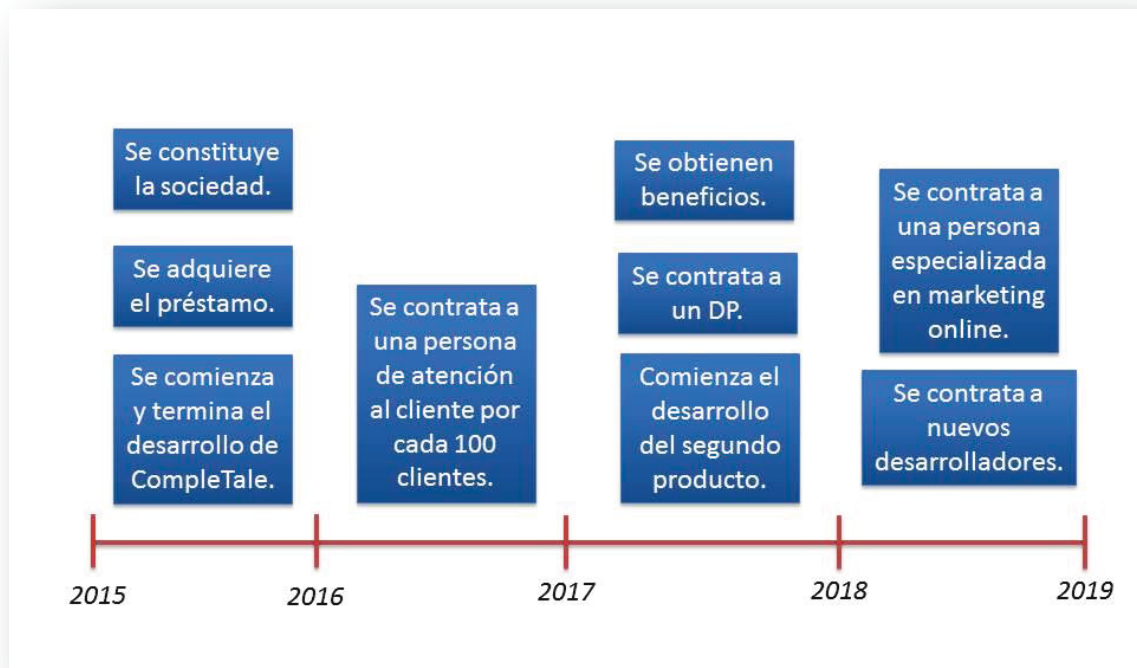 Se constituye
la sociedad.
Se adquiere
el préstamo.
Se comienza
y termina el
desarrollo de
CompleTale.
Se contrata a
una persona
de atención
al cliente por
cada 100
clientes.
Se obtienen
beneficios.
Se contrata a
un DP.
Comienza el
desarrollo
del segundo
producto.
Se contrata a
una persona
especializada
en marketing
online.
Se contrata a
nuevos
desarrolladores.
2015
2016
2017
2018
2019